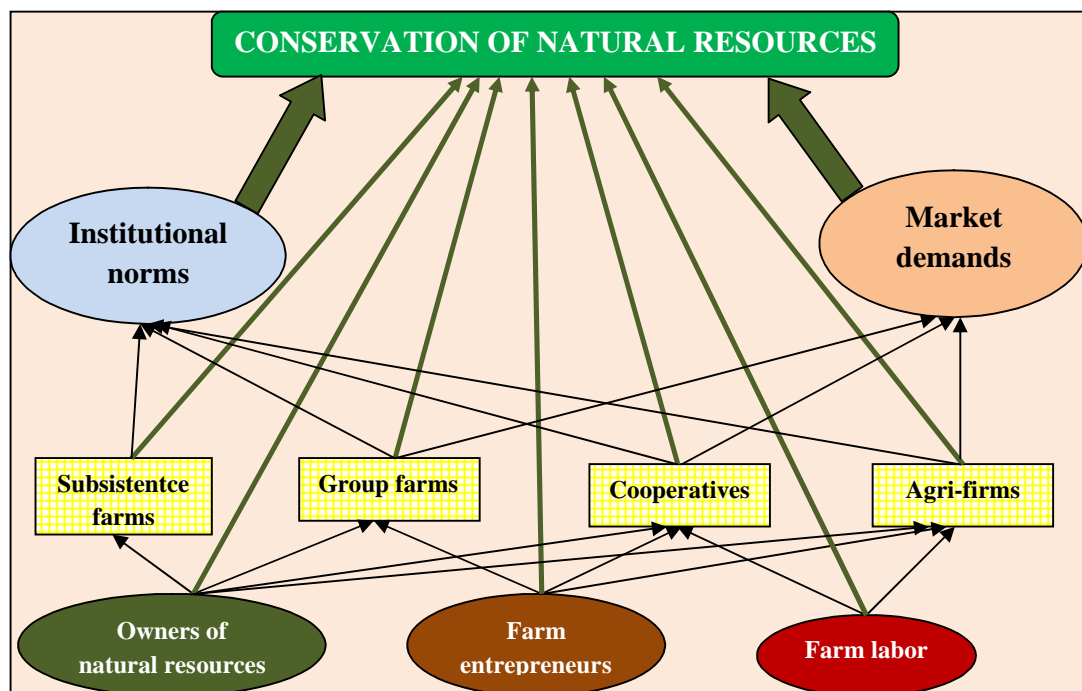 CONSERVATION OF NATURAL RESOURCES
Institutional
norms
Market
demands
Subsistentce
farms
Group farms
Cooperatives
Agri-firms
Owners of
natural resources
Farm
entrepreneurs
Farm labor